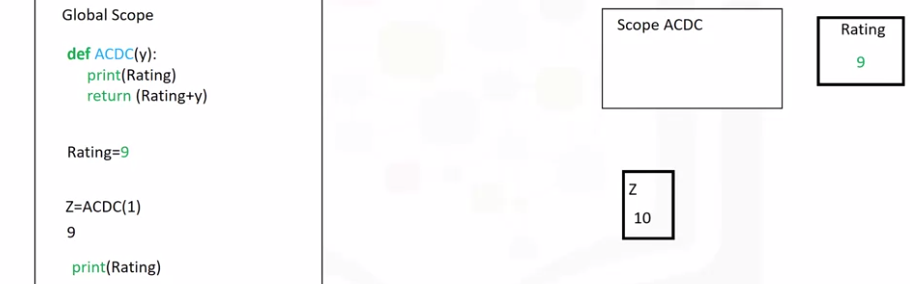 Global Scope
def ACDC(y):
print(Rating)
return (Rating+y)
Rating=9
Z=ACDC(1)
9
print(Rating)
Scope ACDC
Rating
9
Z
10